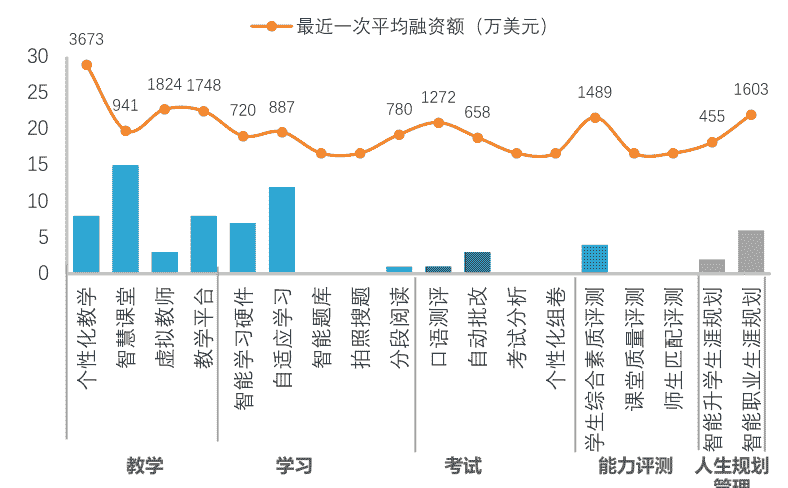 最近一次平均融资额（万美元）
3673
941
1824
1748
720
887
780
1272
658
1489
455
1603
30
25
20
15
10
5
0
个性化教学
智慧课堂
虚拟教师
教学平台
智能学习硬件
自适应学习
智能题库
拍照搜题
分段阅读
口语测评
自动批改
考试分析
个性化组卷
学生综合素质评测
课堂质量评测
师生匹配评测
智能升学生涯规划
智能职业生涯规划
教学
学习
考试
能力评测
人生规划
管理